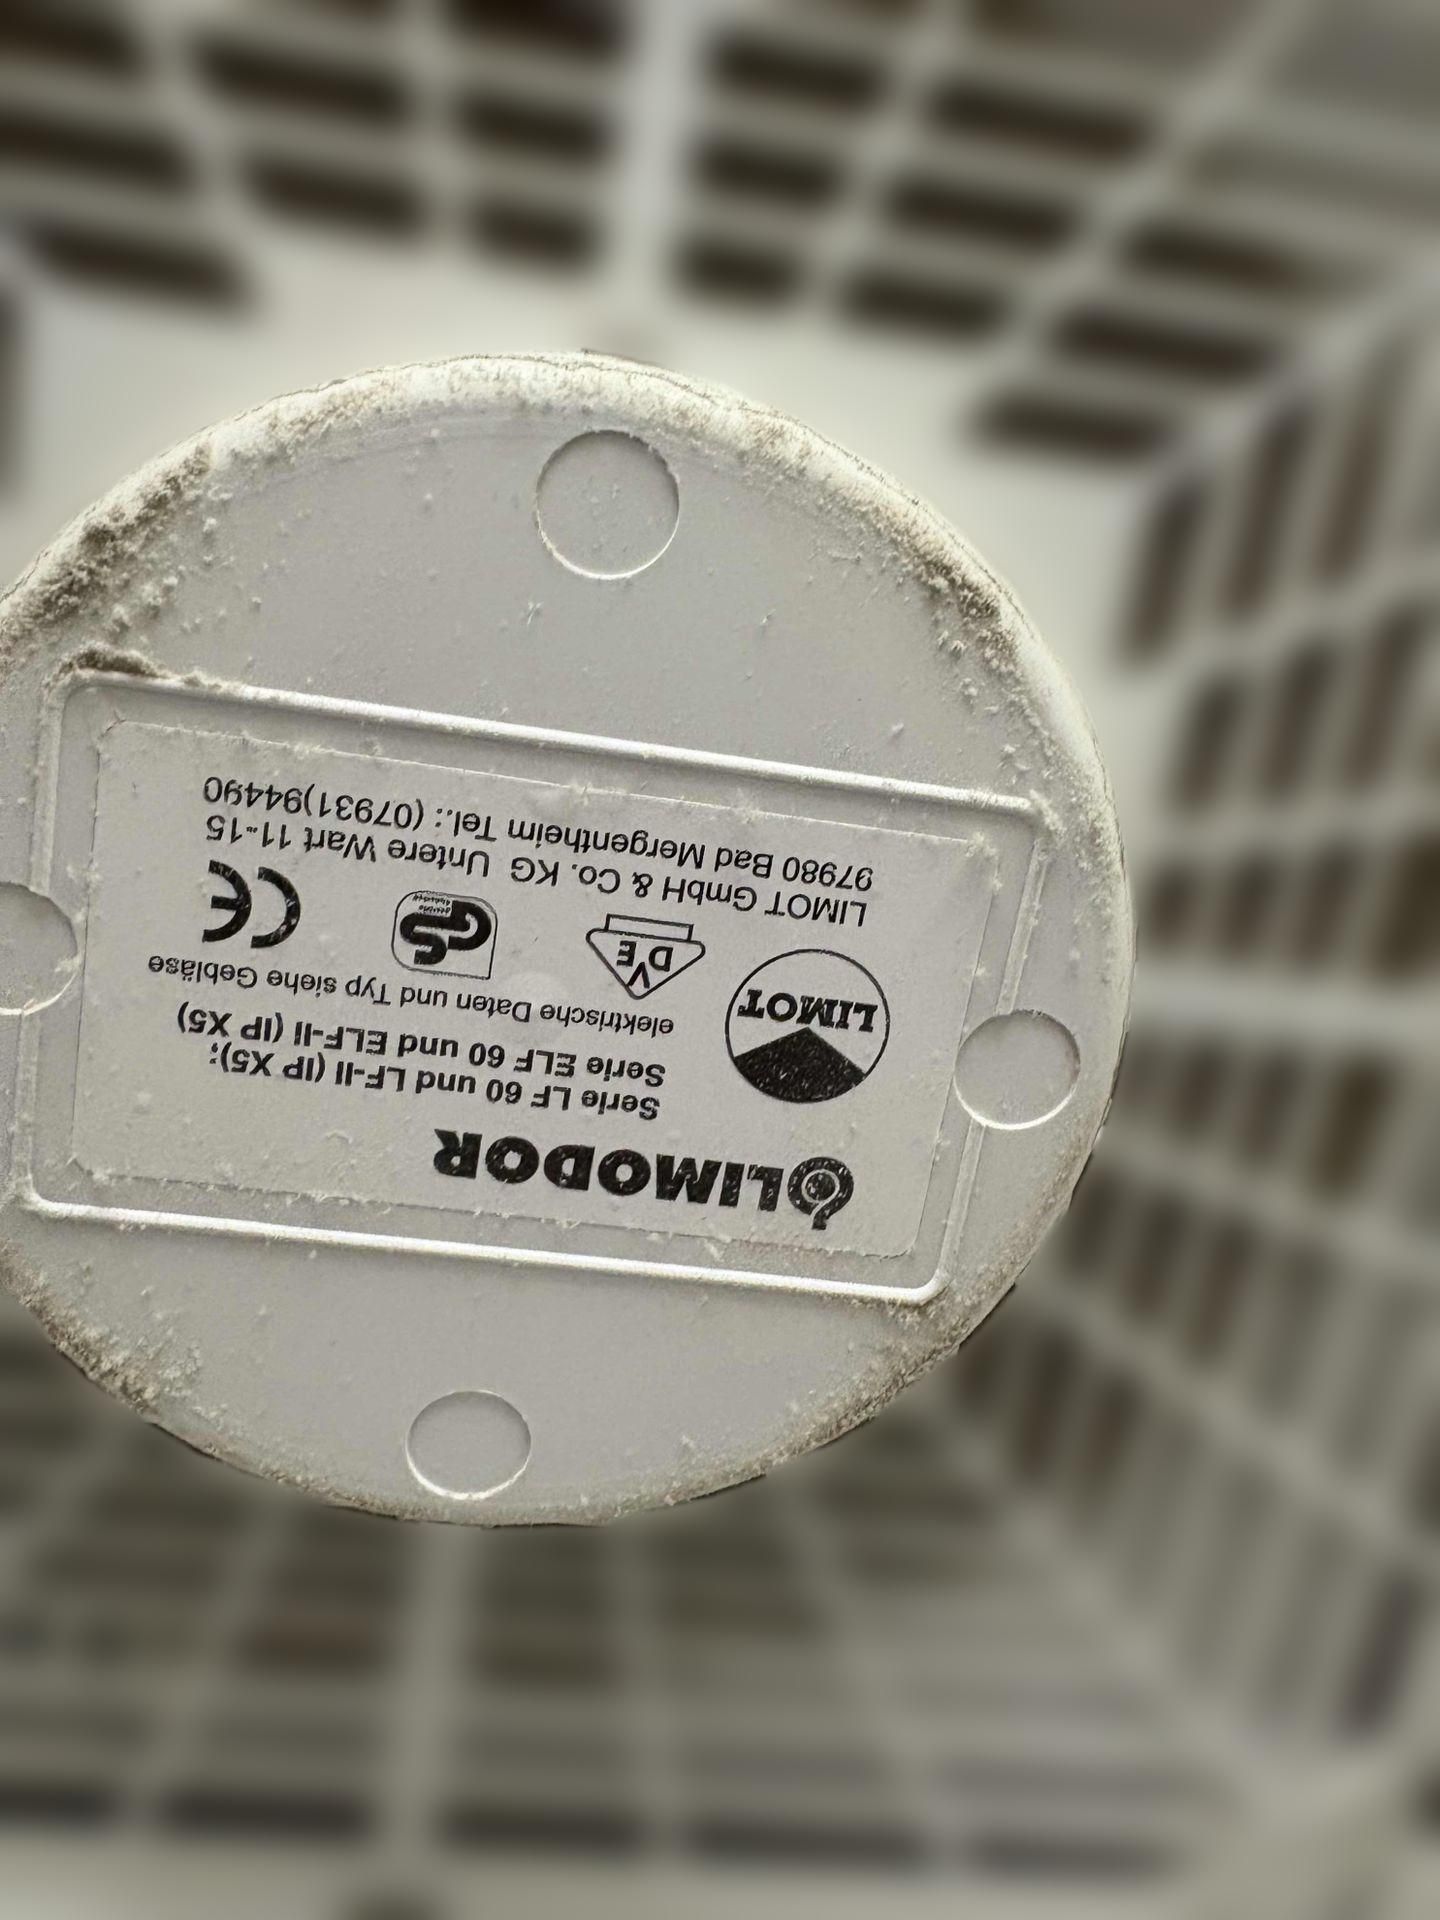 LIMODOR
Serie LF 60 und LF-II (IP X5);
Serie ELF 60 und ELF-II (IP X5)
elektrische Daten und Typ siehe Gebläse
LIMOT
VDE
GS
CE
LIMOT GmbH & Co. KG Untere Wart 11-15
97980 Bad Mergentheim Tel.: (07931)94490